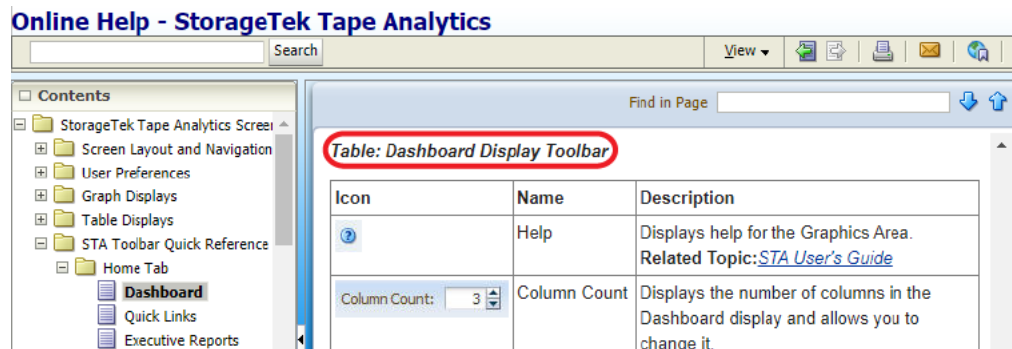 Online Help - StorageTek Tape Analytics
Search
View
Contents
StorageTek Tape Analytics
Screen Layout and Navigation
User Preferences
Graph Displays
Table Displays
STA Toolbar Quick Reference
Home Tab
Dashboard
Quick Links
Executive Reports
Find in Page
Table: Dashboard Display Toolbar
Icon Name Description
Help Displays help for the Graphics Area.
Related Topic:STA User's Guide
Column Count: 3 Column Count Displays the number of columns in the
Dashboard display and allows you to
change it.